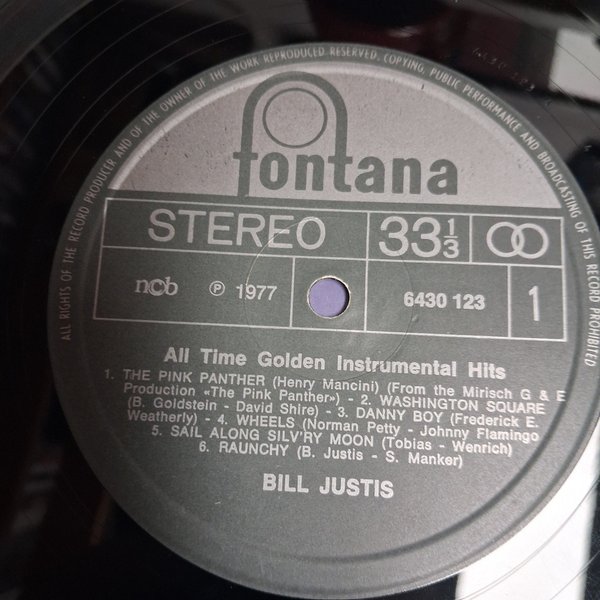 ALL RIGHTS OF THE RECORD PRODUCER AND OF THE OWNER OF THE WORK REPRODUCED RESERVED. COPYING, PUBLIC PERFORMANCE AND BROADCASTING OF THIS RECORD PROHIBITED
fontana
STEREO 33 1/3
ncb ℗ 1977 6430 123 1
All Time Golden Instrumental Hits
1. THE PINK PANTHER (Henry Mancini) (From the Mirisch G & E
Production «The Pink Panther») - 2. WASHINGTON SQUARE
(B. Goldstein - David Shire) - 3. DANNY BOY (Frederick E.
Weatherly) - 4. WHEELS (Norman Petty - Johnny Flamingo
5. SAIL ALONG SILV'RY MOON (Tobias - Wenrich)
6. RAUNCHY (B. Justis - S. Manker)
BILL JUSTIS